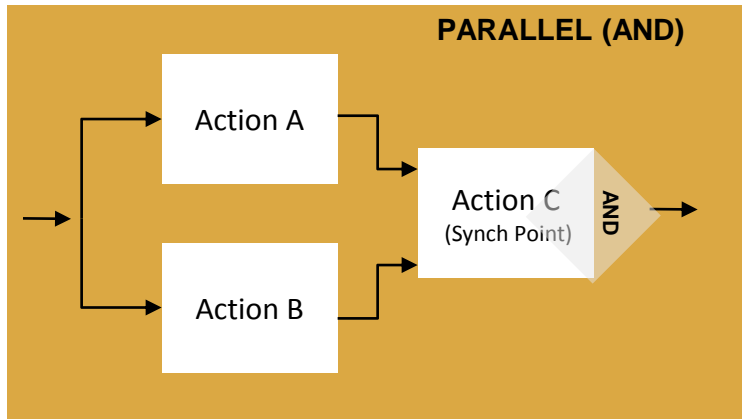 PARALLEL (AND)
Action A
Action C
(Synch Point)
AND
Action B